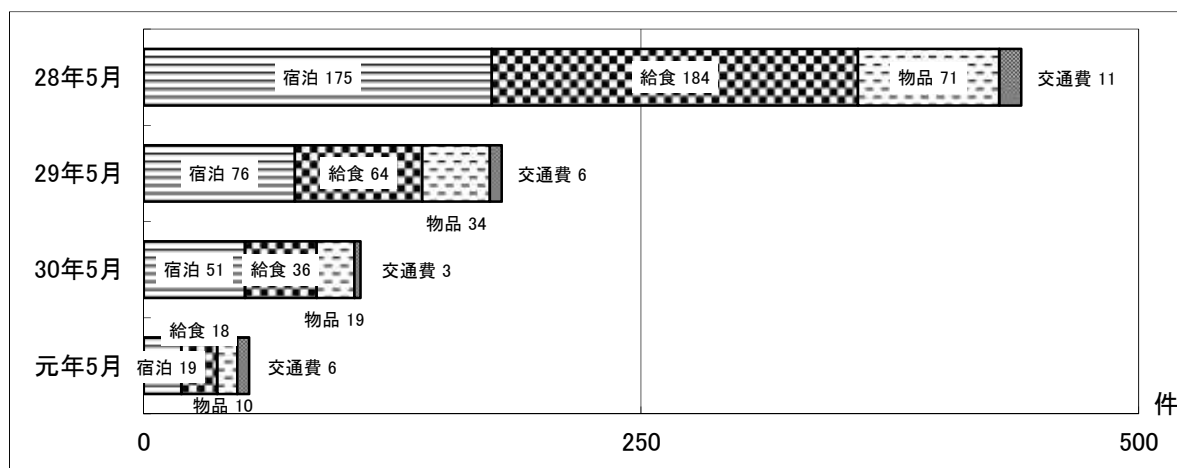 28年5月 宿泊 175 給食 184 物品 71 交通費 11
29年5月 宿泊 76 給食 64 交通費 6
物品 34
30年5月 宿泊 51 給食 36 交通費 3
物品 19
給食 18
元年5月 宿泊 19 交通費 6
物品 10
件
0 250 500